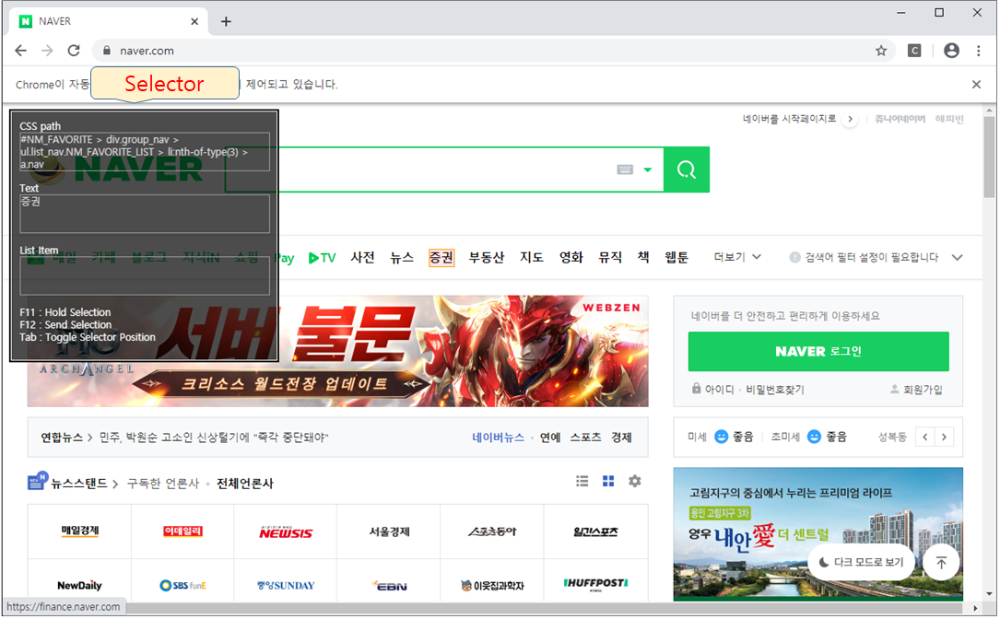 NAVER
naver.com
C
Chrome이 자동
제어되고 있습니다.
Selector
네이버를 시작페이지로
쥬니어네이버 해피빈
CSS path
#NM_FAVORITE > div.group_nav >
ul.list_nav.NM_FAVORITE_LIST > li:nth-of-type(3) >
a.nav
NAVER
Text
증권
List Item
메일 카페 블로그 지식iN 쇼핑 Pay TV 사전 뉴스 증권 부동산 지도 영화 뮤직 책 웹툰 더보기 검색어 필터 설정이 필요합니다
F11 : Hold Selection
F12 : Send Selection
Tab : Toggle Selector Position
서버 불문
WEBZEN
ARCHANGEL
크리소스 월드전장 업데이트
네이버를 더 안전하고 편리하게 이용하세요
NAVER 로그인
아이디 · 비밀번호찾기 회원가입
연합뉴스 > 민주, 박원순 고소인 신상털기에 "즉각 중단돼야" 네이버뉴스 · 연예 스포츠 경제
미세 좋음 초미세 좋음 성복동
뉴스스탠드 > 구독한 언론사 · 전체언론사
매일경제 이데일리 NEWSIS 서울경제 스포츠동아 일간스포츠
NewDaily SBS funE 중앙SUNDAY EBN 이웃집과학자 HUFFPOST
KOREA
고림지구의 중심에서 누리는 프리미엄 라이프
용인 고림지구 3차
양우 내안愛 더 센트럴
다크 모드로 보기
https://finance.naver.com